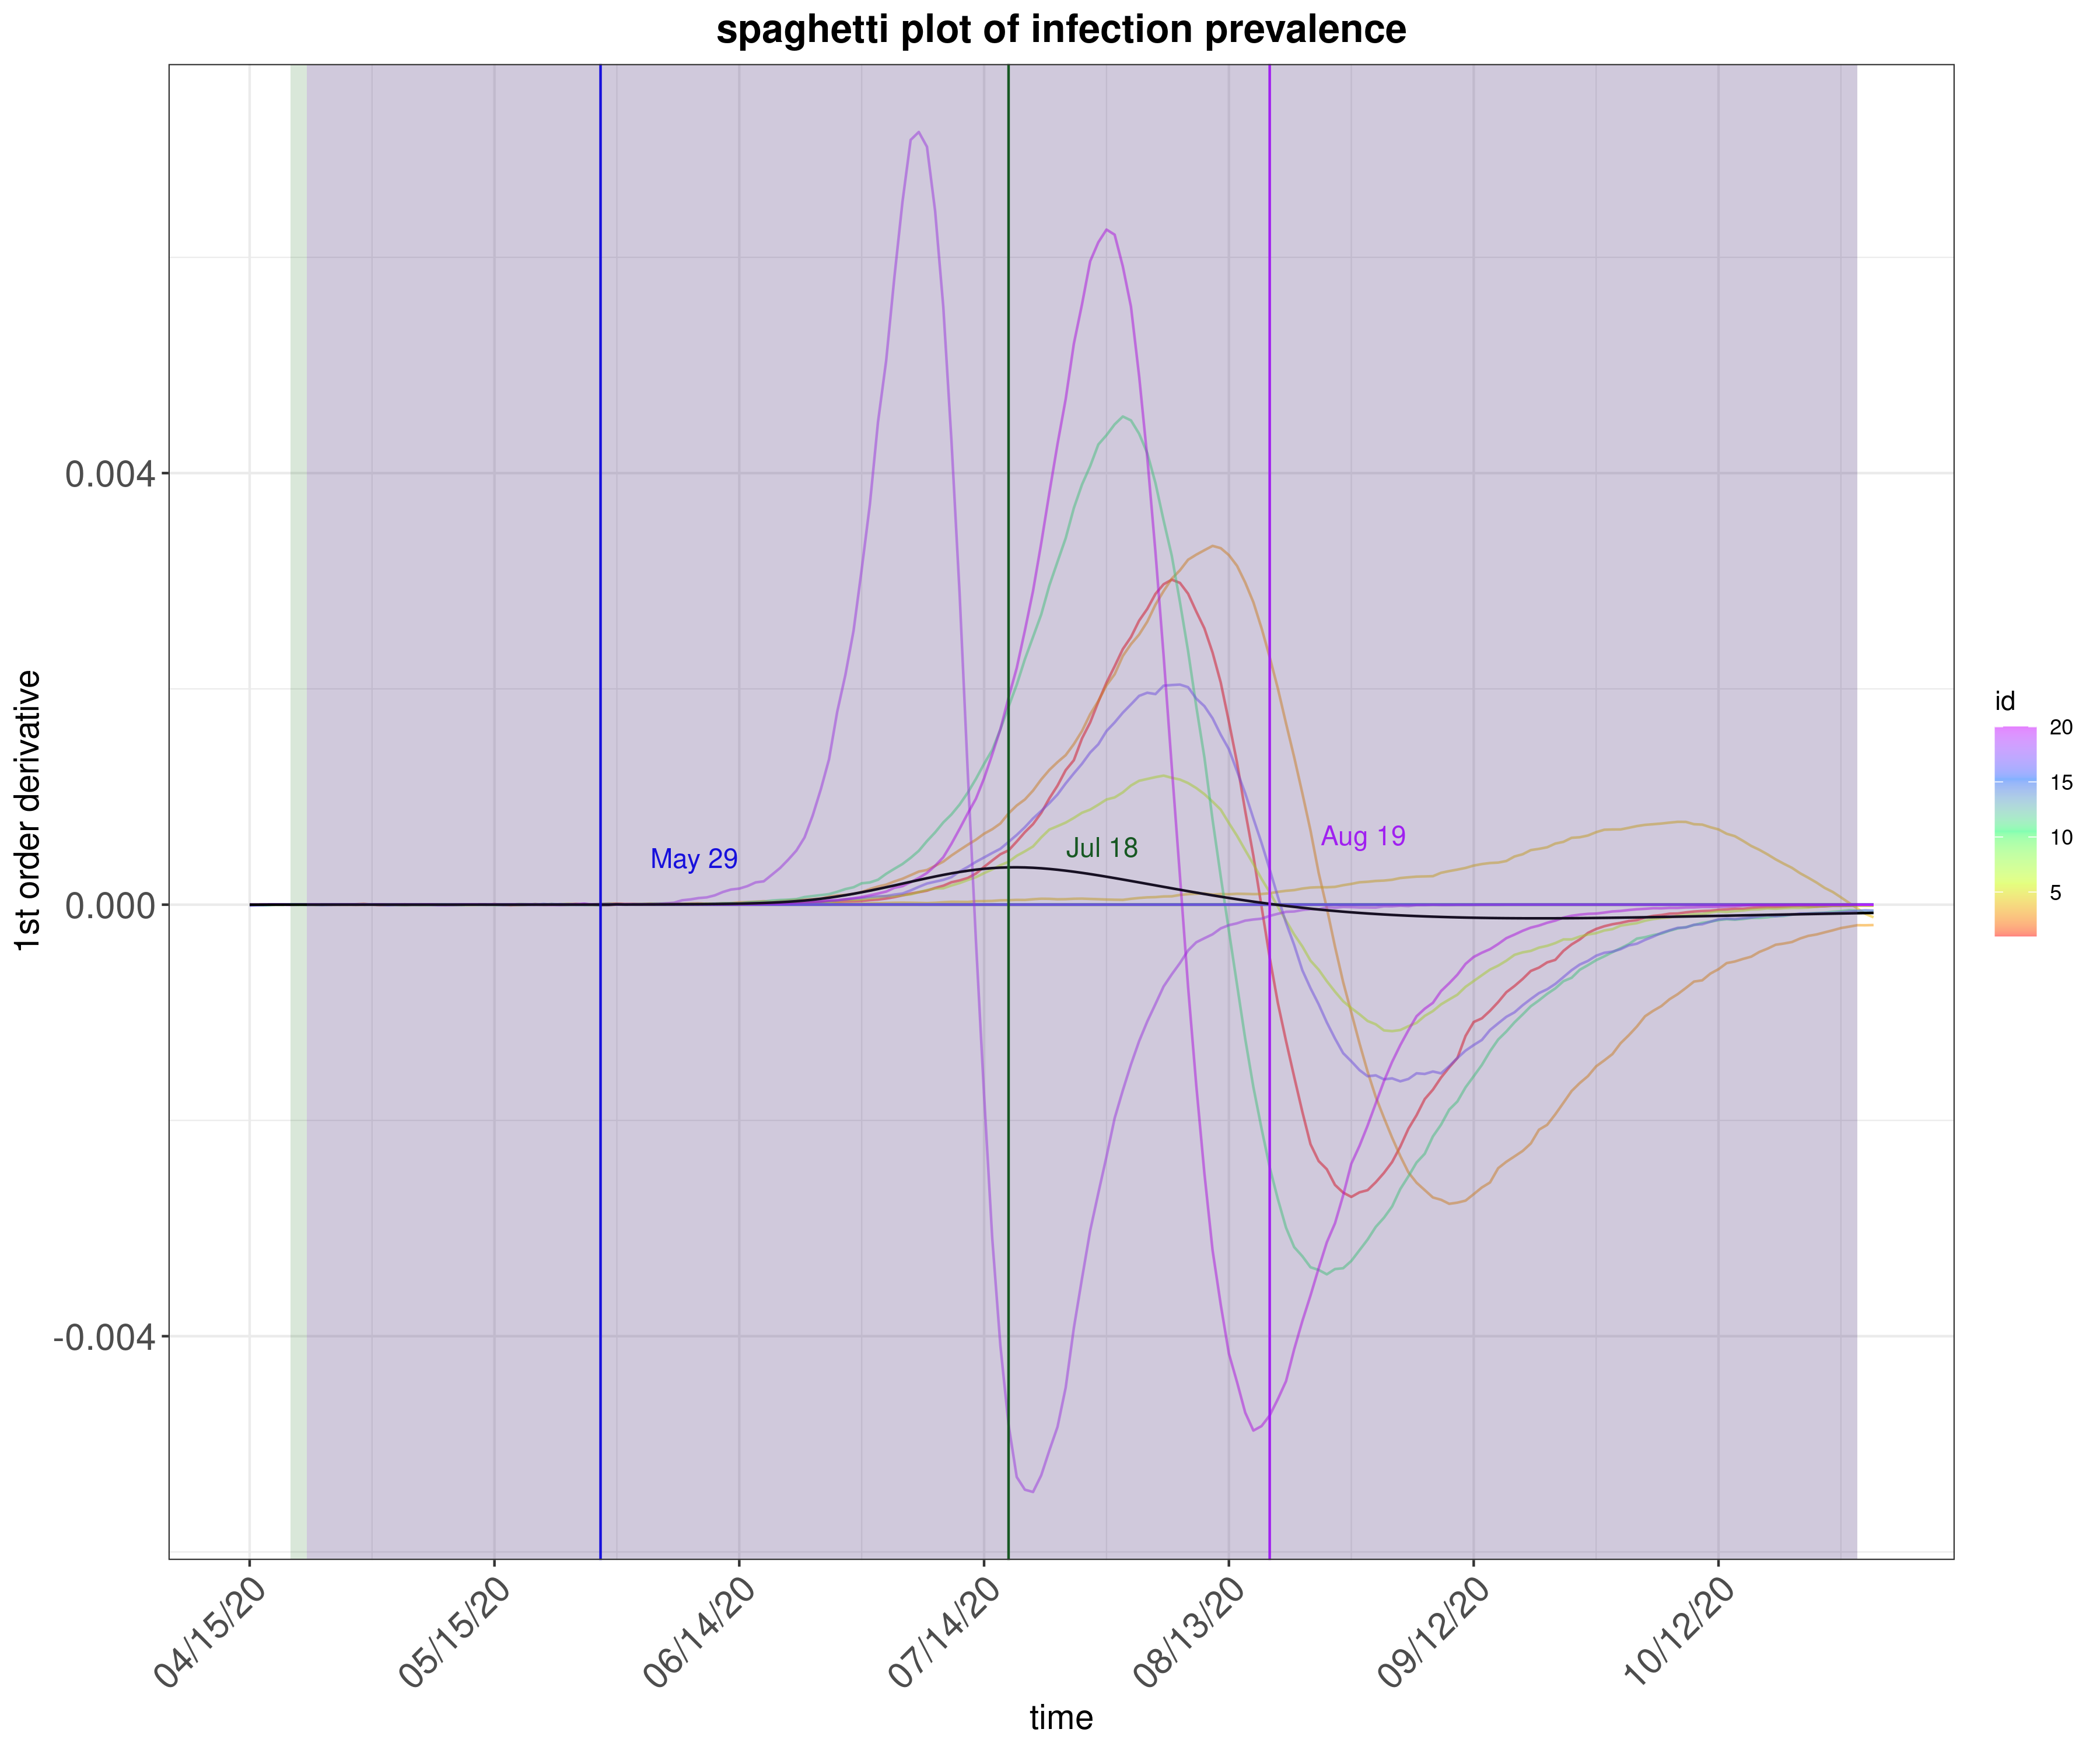 spaghetti plot of infection prevalence
1st order derivative
0.004
0.000
-0.004
May 29
Jul 18
Aug 19
id
20
15
10
5
04/15/20
05/15/20
06/14/20
07/14/20
08/13/20
09/12/20
10/12/20
time